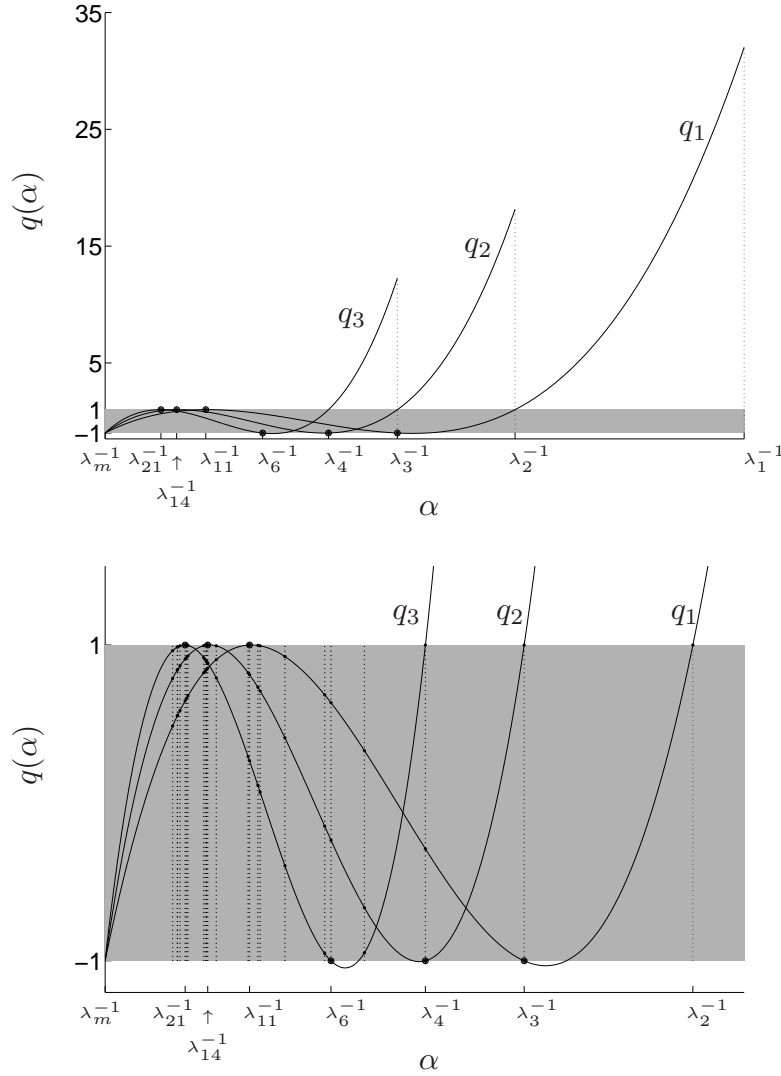 35
25
q(α)
15
5
1
−1
q₁
q₂
q₃
λₘ⁻¹ λ₂₁⁻¹ ↑ λ₁₁⁻¹ λ₆⁻¹ λ₄⁻¹ λ₃⁻¹ λ₂⁻¹ λ₁⁻¹
λ₁₄⁻¹
α
q₃ q₂ q₁
1
q(α)
−1
λₘ⁻¹ λ₂₁⁻¹ ↑ λ₁₁⁻¹ λ₆⁻¹ λ₄⁻¹ λ₃⁻¹ λ₂⁻¹
λ₁₄⁻¹
α